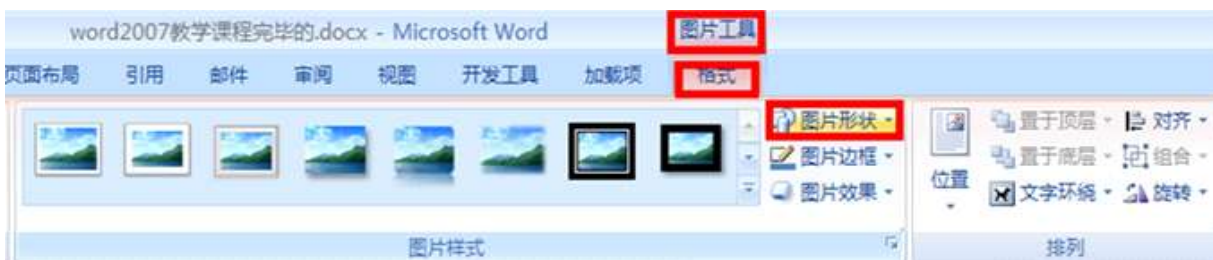 word2007教学课程完毕的.docx - Microsoft Word 图片工具
页面布局 引用 邮件 审阅 视图 开发工具 加载项 格式
图片形状
图片边框
图片效果
位置
置于顶层 对齐
置于底层 组合
文字环绕 旋转
图片样式 排列